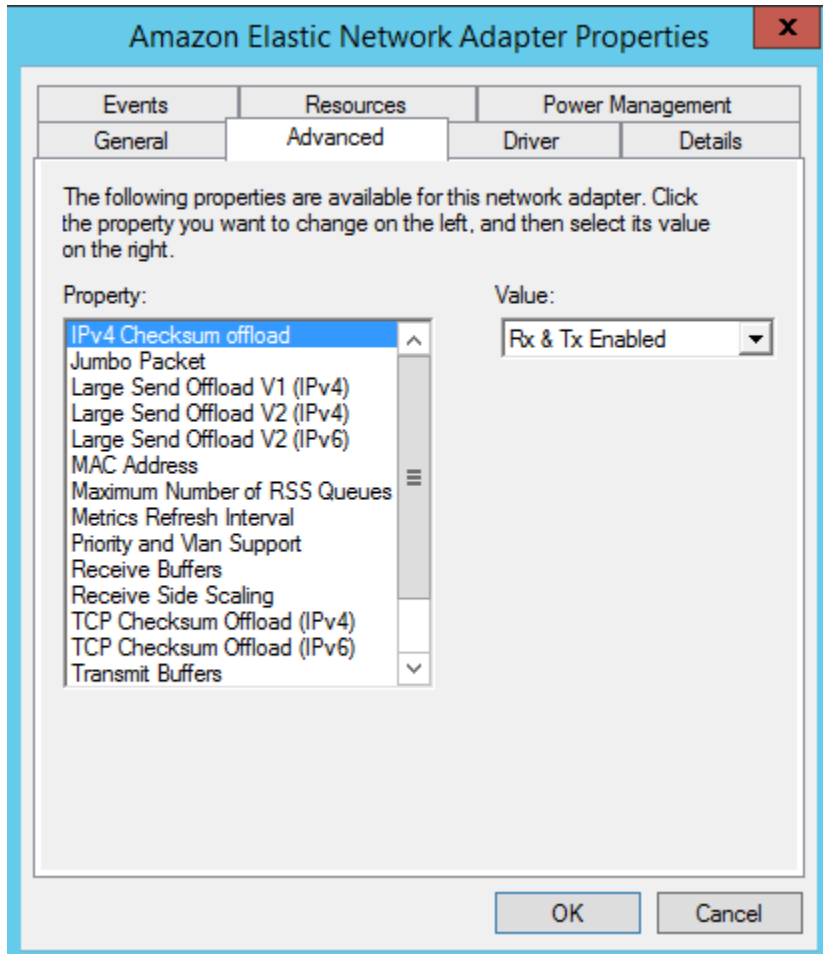 Amazon Elastic Network Adapter Properties
x
Events Resources Power Management
General Advanced Driver Details
The following properties are available for this network adapter. Click
the property you want to change on the left, and then select its value
on the right.
Property: Value:
IPv4 Checksum offload Rx & Tx Enabled
Jumbo Packet
Large Send Offload V1 (IPv4)
Large Send Offload V2 (IPv4)
Large Send Offload V2 (IPv6)
MAC Address
Maximum Number of RSS Queues
Metrics Refresh Interval
Priority and Vlan Support
Receive Buffers
Receive Side Scaling
TCP Checksum Offload (IPv4)
TCP Checksum Offload (IPv6)
Transmit Buffers
OK Cancel